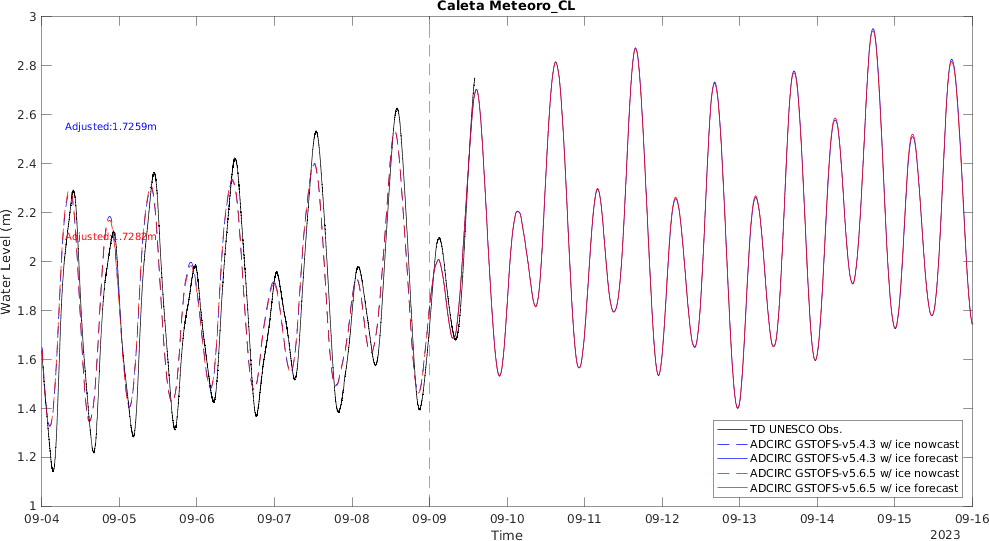 Caleta Meteoro_CL
3
2.8
2.6
2.4
2.2
2
1.8
1.6
1.4
1.2
1
Water Level (m)
Adjusted:1.7259m
Adjusted:1.7282m
TD UNESCO Obs.
ADCIRC GSTOFS-v5.4.3 w/ ice nowcast
ADCIRC GSTOFS-v5.4.3 w/ ice forecast
ADCIRC GSTOFS-v5.6.5 w/ ice nowcast
ADCIRC GSTOFS-v5.6.5 w/ ice forecast
09-04 09-05 09-06 09-07 09-08 09-09 09-10 09-11 09-12 09-13 09-14 09-15 09-16
Time
2023